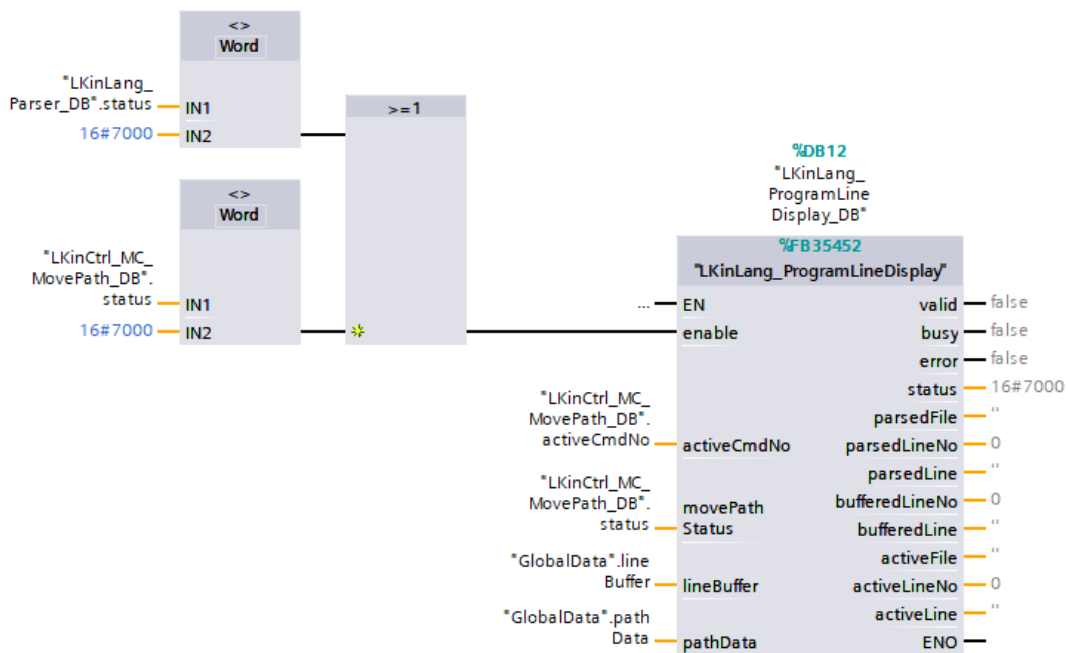 <>
Word
"LKinLang_
Parser_DB".status
IN1
16#7000
IN2
>=1
<>
Word
"LKinCtrl_MC_
MovePath_DB".
status
IN1
16#7000
IN2
%DB12
"LKinLang_
ProgramLine
Display_DB"
%FB35452
"LKinLang_ProgramLineDisplay"
... EN valid false
enable busy false
error false
status 16#7000
"LKinCtrl_MC_
MovePath_DB".
activeCmdNo
activeCmdNo
parsedFile ''
parsedLineNo 0
parsedLine ''
"LKinCtrl_MC_
MovePath_DB".
status
movePath
Status
bufferedLineNo 0
bufferedLine ''
activeFile ''
"GlobalData".line
Buffer
lineBuffer
activeLineNo 0
activeLine ''
"GlobalData".path
Data
pathData
ENO